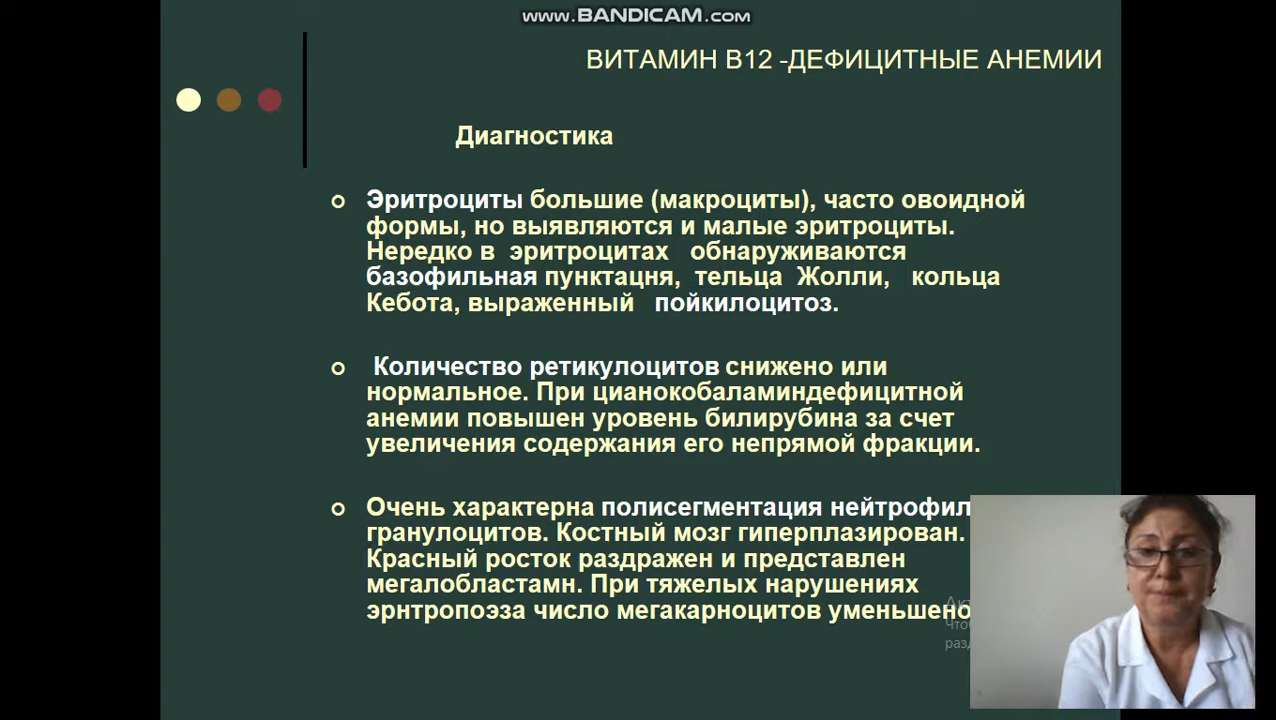 www.BANDICAM.com
ВИТАМИН В12 -ДЕФИЦИТНЫЕ АНЕМИИ
Диагностика
Эритроциты большие (макроциты), часто овоидной
формы, но выявляются и малые эритроциты.
Нередко в эритроцитах обнаруживаются
базофильная пунктацня, тельца Жолли, кольца
Кебота, выраженный пойкилоцитоз.
Количество ретикулоцитов снижено или
нормальное. При цианокобаламиндефицитной
анемии повышен уровень билирубина за счет
увеличения содержания его непрямой фракции.
Очень характерна полисегментация нейтрофил
гранулоцитов. Костный мозг гиперплазирован.
Красный росток раздражен и представлен
мегалобластамн. При тяжелых нарушениях
эрнтропоэза число мегакарноцитов уменьшено